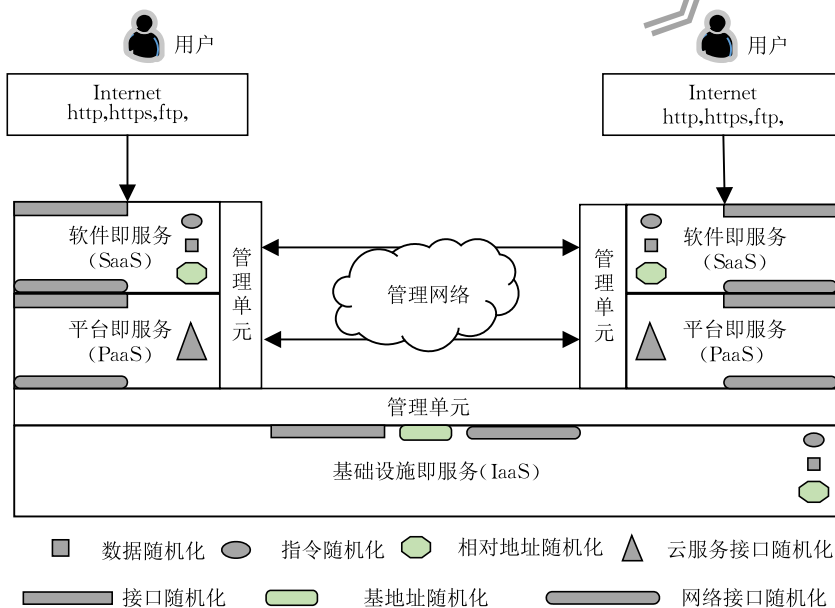 用户
用户
Internet
http,https,ftp,
Internet
http,https,ftp,
软件即服务
(SaaS)
管理单元
管理网络
管理单元
软件即服务
(SaaS)
平台即服务
(PaaS)
平台即服务
(PaaS)
管理单元
基础设施即服务(IaaS)
数据随机化
指令随机化
相对地址随机化
云服务接口随机化
接口随机化
基地址随机化
网络接口随机化